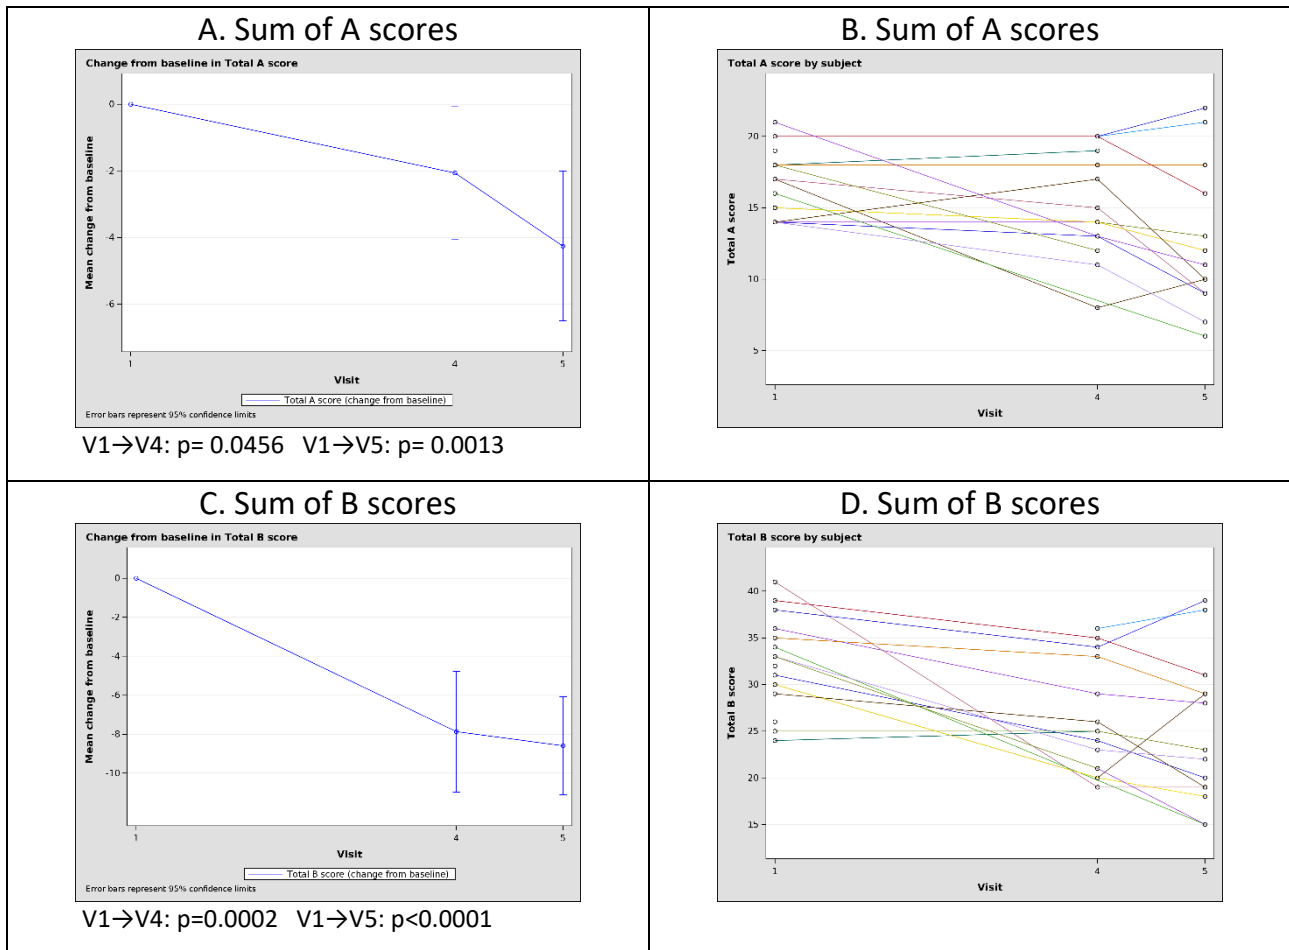 A. Sum of A scores
Change from baseline in Total A score
Mean change from baseline
0
-2
-4
-6
1
4
5
Visit
Total A score (change from baseline)
Error bars represent 95% confidence limits
V1→V4: p= 0.0456 V1→V5: p= 0.0013
B. Sum of A scores
Total A score by subject
Total A score
20
15
10
5
1
4
5
Visit
C. Sum of B scores
Change from baseline in Total B score
Mean change from baseline
0
-2
-4
-6
-8
-10
1
4
5
Visit
Total B score (change from baseline)
Error bars represent 95% confidence limits
V1→V4: p=0.0002 V1→V5: p<0.0001
D. Sum of B scores
Total B score by subject
Total B score
40
35
30
25
20
15
1
4
5
Visit